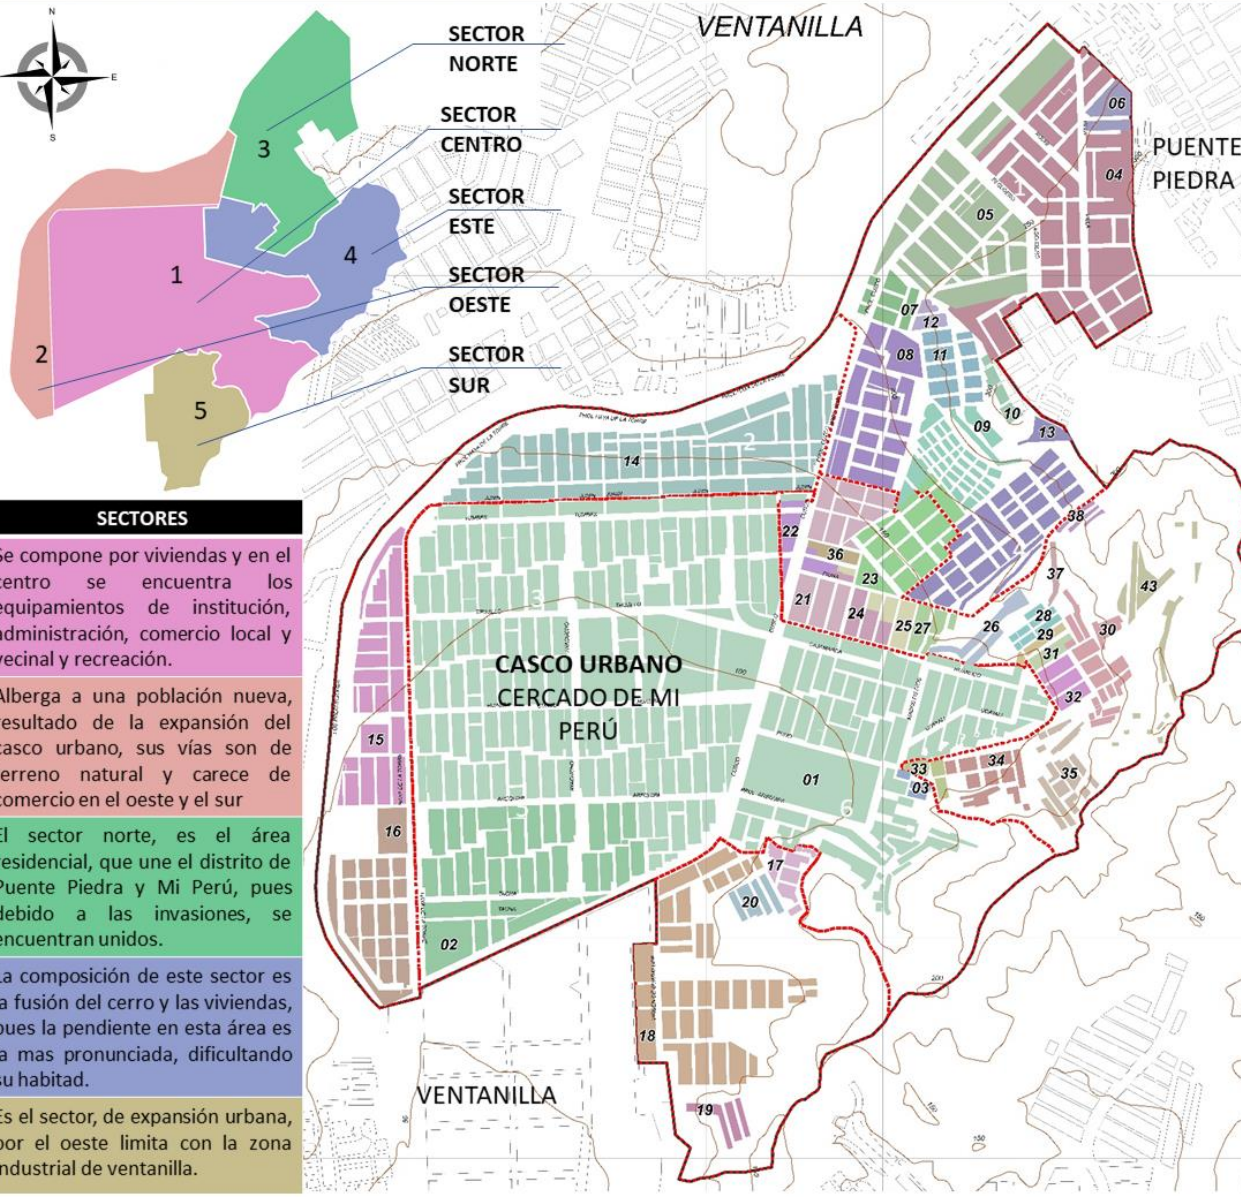 N
E
S
SECTOR
NORTE
SECTOR
CENTRO
SECTOR
ESTE
SECTOR
OESTE
SECTOR
SUR
3
4
1
2
5
SECTORES
Se compone por viviendas y en el
centro se encuentra los
equipamientos de institución,
administración, comercio local y
vecinal y recreación.
Alberga a una población nueva,
resultado de la expansión del
casco urbano, sus vías son de
terreno natural y carece de
comercio en el oeste y el sur
El sector norte, es el área
residencial, que une el distrito de
Puente Piedra y Mi Perú, pues
debido a las invasiones, se
encuentran unidos.
La composición de este sector es
la fusión del cerro y las viviendas,
pues la pendiente en esta área es
la mas pronunciada, dificultando
su habitad.
Es el sector, de expansión urbana,
por el oeste limita con la zona
industrial de ventanilla.
VENTANILLA
PUENTE
PIEDRA
06
04
05
07
12
08
11
10
09
13
14
2
22
38
36
23
37
43
21
24
25
27
26
28
29
30
31
32
3
CASCO URBANO
CERCADO DE MI
PERÚ
15
01
33
34
03
35
6
16
17
20
02
18
19
VENTANILLA
200
150
150